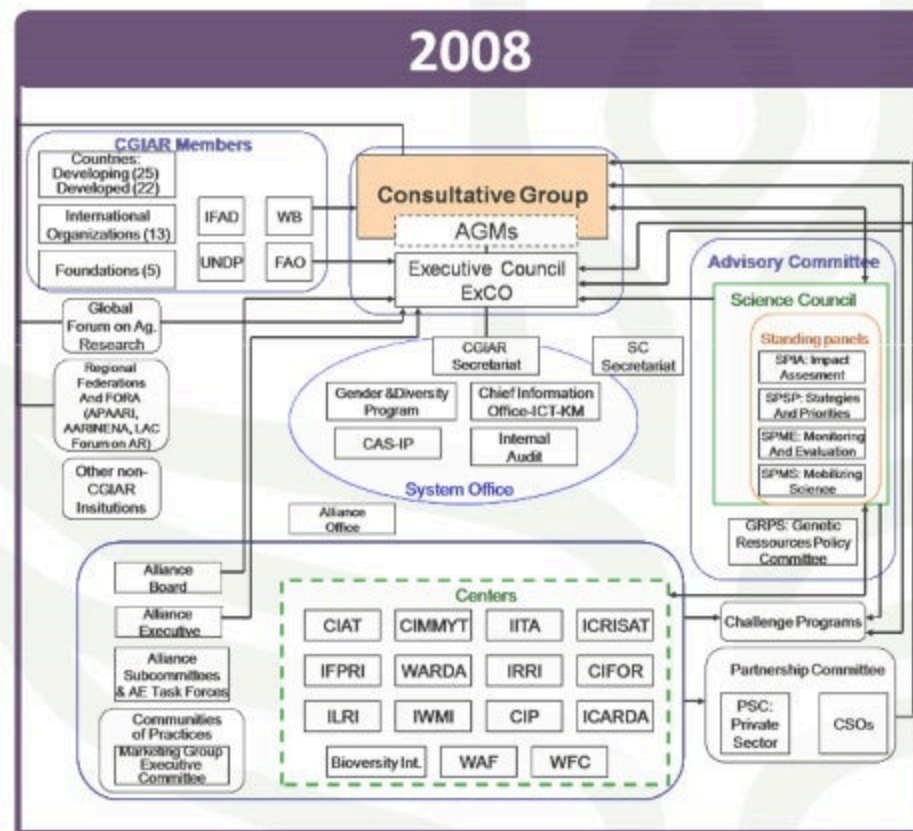 2008
CGIAR Members
Countries:
Developing (25)
Developed (22)
International
Organizations (13)
Foundations (5)
IFAD
WB
UNDP
FAO
Consultative Group
AGMs
Executive Council
ExCO
Global
Forum on Ag.
Research
Regional
Federations
And FORA
(APAARI,
AARINENA, LAC
Forum on AR)
Other non-
CGIAR
Insitutions
CGIAR
Secretariat
SC
Secretariat
Gender &Diversity
Program
Chief Information
Office-ICT-KM
CAS-IP
Internal
Audit
System Office
Advisory Committee
Science Council
Standing panels
SPIA: Impact
Assesment
SPSP: Stategies
And Priorities
SPME: Monitoring
And Evaluation
SPMS: Mobilizing
Science
GRPS: Genetic
Ressources Policy
Committee
Alliance
Office
Alliance
Board
Alliance
Executive
Alliance
Subcommittees
& AE Task Forces
Communities
of Practices
Marketing Group
Executive
Committee
Centers
CIAT
CIMMYT
IITA
ICRISAT
IFPRI
WARDA
IRRI
CIFOR
ILRI
IWMI
CIP
ICARDA
Bioversity Int.
WAF
WFC
Challenge Programs
Partnership Committee
PSC:
Private
Sector
CSOs